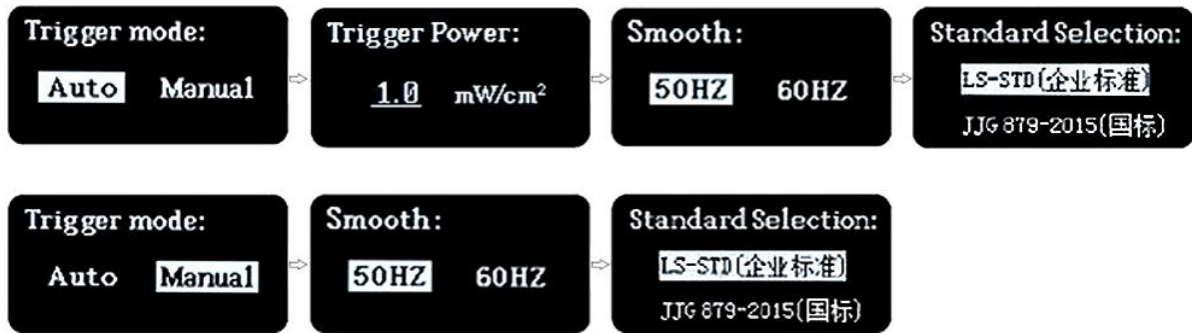 Trigger mode:
Auto Manual
Trigger Power:
1.0 mW/cm²
Smooth:
50HZ 60HZ
Standard Selection:
LS-STD(企业标准)
JJG 879-2015(国标)
Trigger mode:
Auto Manual
Smooth:
50HZ 60HZ
Standard Selection:
LS-STD(企业标准)
JJG 879-2015(国标)